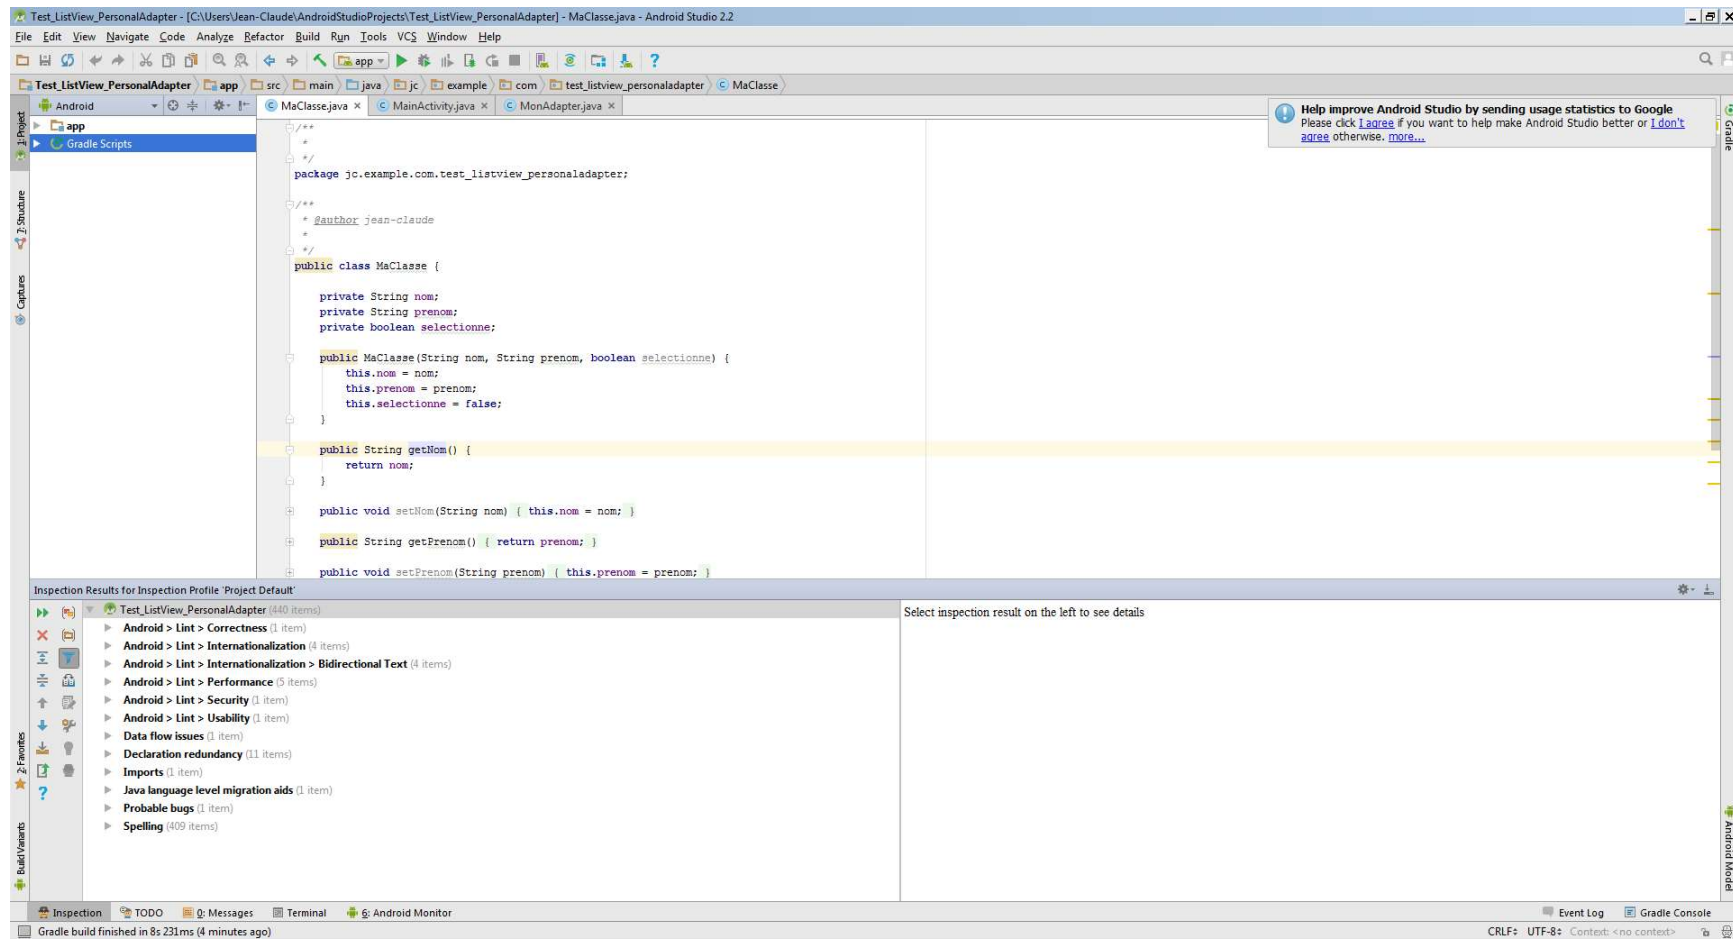 Test_ListView_PersonalAdapter - [C:\Users\Jean-Claude\AndroidStudioProjects\Test_ListView_PersonalAdapter] - MaClasse.java - Android Studio 2.2
File Edit View Navigate Code Analyze Refactor Build Run Tools VCS Window Help
app
Test_ListView_PersonalAdapter app src main java jc example com test_listview_personaladapter MaClasse
Android
MaClasse.java × MainActivity.java × MonAdapter.java ×
1: Project
7: Structure
Captures
2: Favorites
Build Variants
app
Gradle Scripts
/**
*
*/
package jc.example.com.test_listview_personaladapter;
/**
* @author jean-claude
*
*/
public class MaClasse {
private String nom;
private String prenom;
private boolean selectionne;
public MaClasse(String nom, String prenom, boolean selectionne) {
this.nom = nom;
this.prenom = prenom;
this.selectionne = false;
}
public String getNom() {
return nom;
}
public void setNom(String nom) { this.nom = nom; }
public String getPrenom() { return prenom; }
public void setPrenom(String prenom) { this.prenom = prenom; }
Help improve Android Studio by sending usage statistics to Google
Please click I agree if you want to help make Android Studio better or I don't
agree otherwise. more...
Gradle
Android Model
Inspection Results for Inspection Profile 'Project Default'
Test_ListView_PersonalAdapter (440 items)
Android > Lint > Correctness (1 item)
Android > Lint > Internationalization (4 items)
Android > Lint > Internationalization > Bidirectional Text (4 items)
Android > Lint > Performance (5 items)
Android > Lint > Security (1 item)
Android > Lint > Usability (1 item)
Data flow issues (1 item)
Declaration redundancy (11 items)
Imports (1 item)
Java language level migration aids (1 item)
Probable bugs (1 item)
Spelling (409 items)
Select inspection result on the left to see details
Inspection TODO 0: Messages Terminal 6: Android Monitor
Event Log Gradle Console
Gradle build finished in 8s 231ms (4 minutes ago)
CRLF UTF-8 Context: <no context>